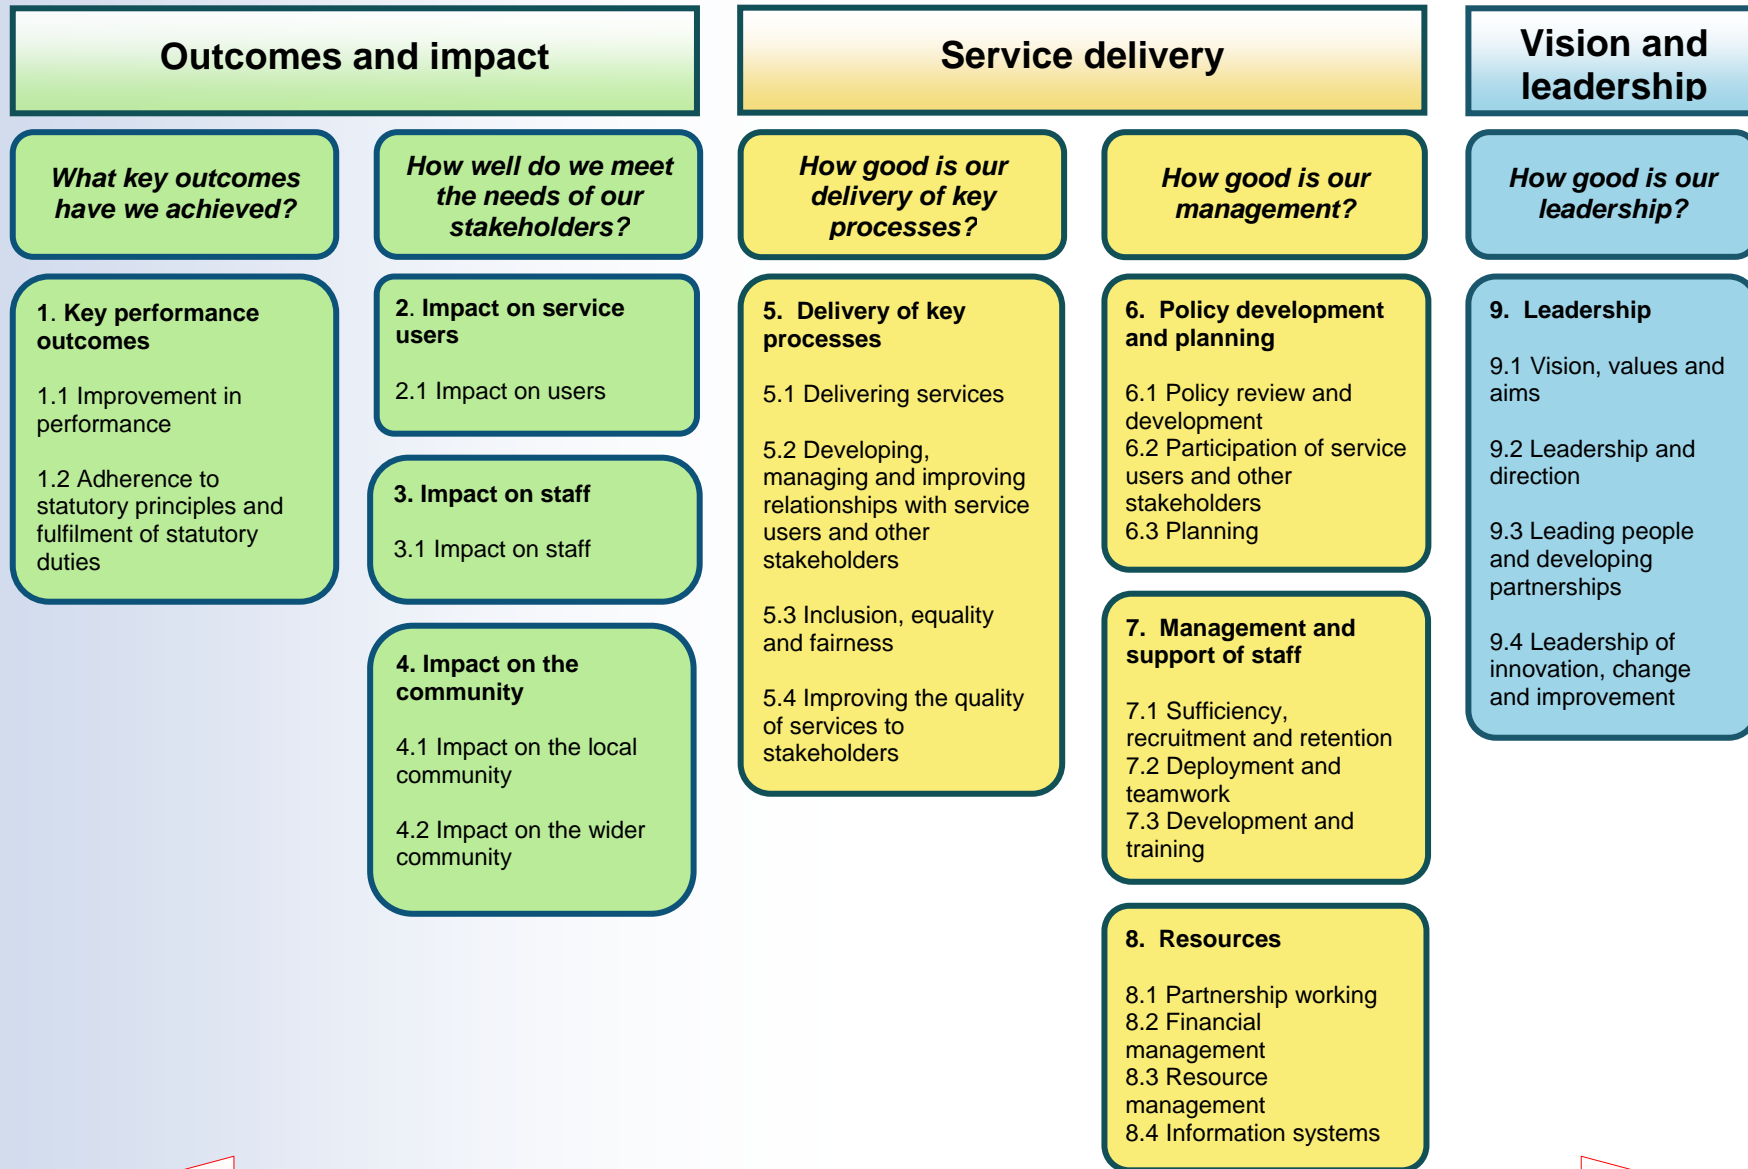 Outcomes and impact
Service delivery
Vision and
leadership
What key outcomes
have we achieved?
How well do we meet
the needs of our
stakeholders?
How good is our
delivery of key
processes?
How good is our
management?
How good is our
leadership?
1. Key performance
outcomes
1.1 Improvement in
performance
1.2 Adherence to
statutory principles and
fulfilment of statutory
duties
2. Impact on service
users
2.1 Impact on users
3. Impact on staff
3.1 Impact on staff
4. Impact on the
community
4.1 Impact on the local
community
4.2 Impact on the wider
community
5. Delivery of key
processes
5.1 Delivering services
5.2 Developing,
managing and improving
relationships with service
users and other
stakeholders
5.3 Inclusion, equality
and fairness
5.4 Improving the quality
of services to
stakeholders
6. Policy development
and planning
6.1 Policy review and
development
6.2 Participation of service
users and other
stakeholders
6.3 Planning
7. Management and
support of staff
7.1 Sufficiency,
recruitment and retention
7.2 Deployment and
teamwork
7.3 Development and
training
8. Resources
8.1 Partnership working
8.2 Financial
management
8.3 Resource
management
8.4 Information systems
9. Leadership
9.1 Vision, values and
aims
9.2 Leadership and
direction
9.3 Leading people
and developing
partnerships
9.4 Leadership of
innovation, change
and improvement